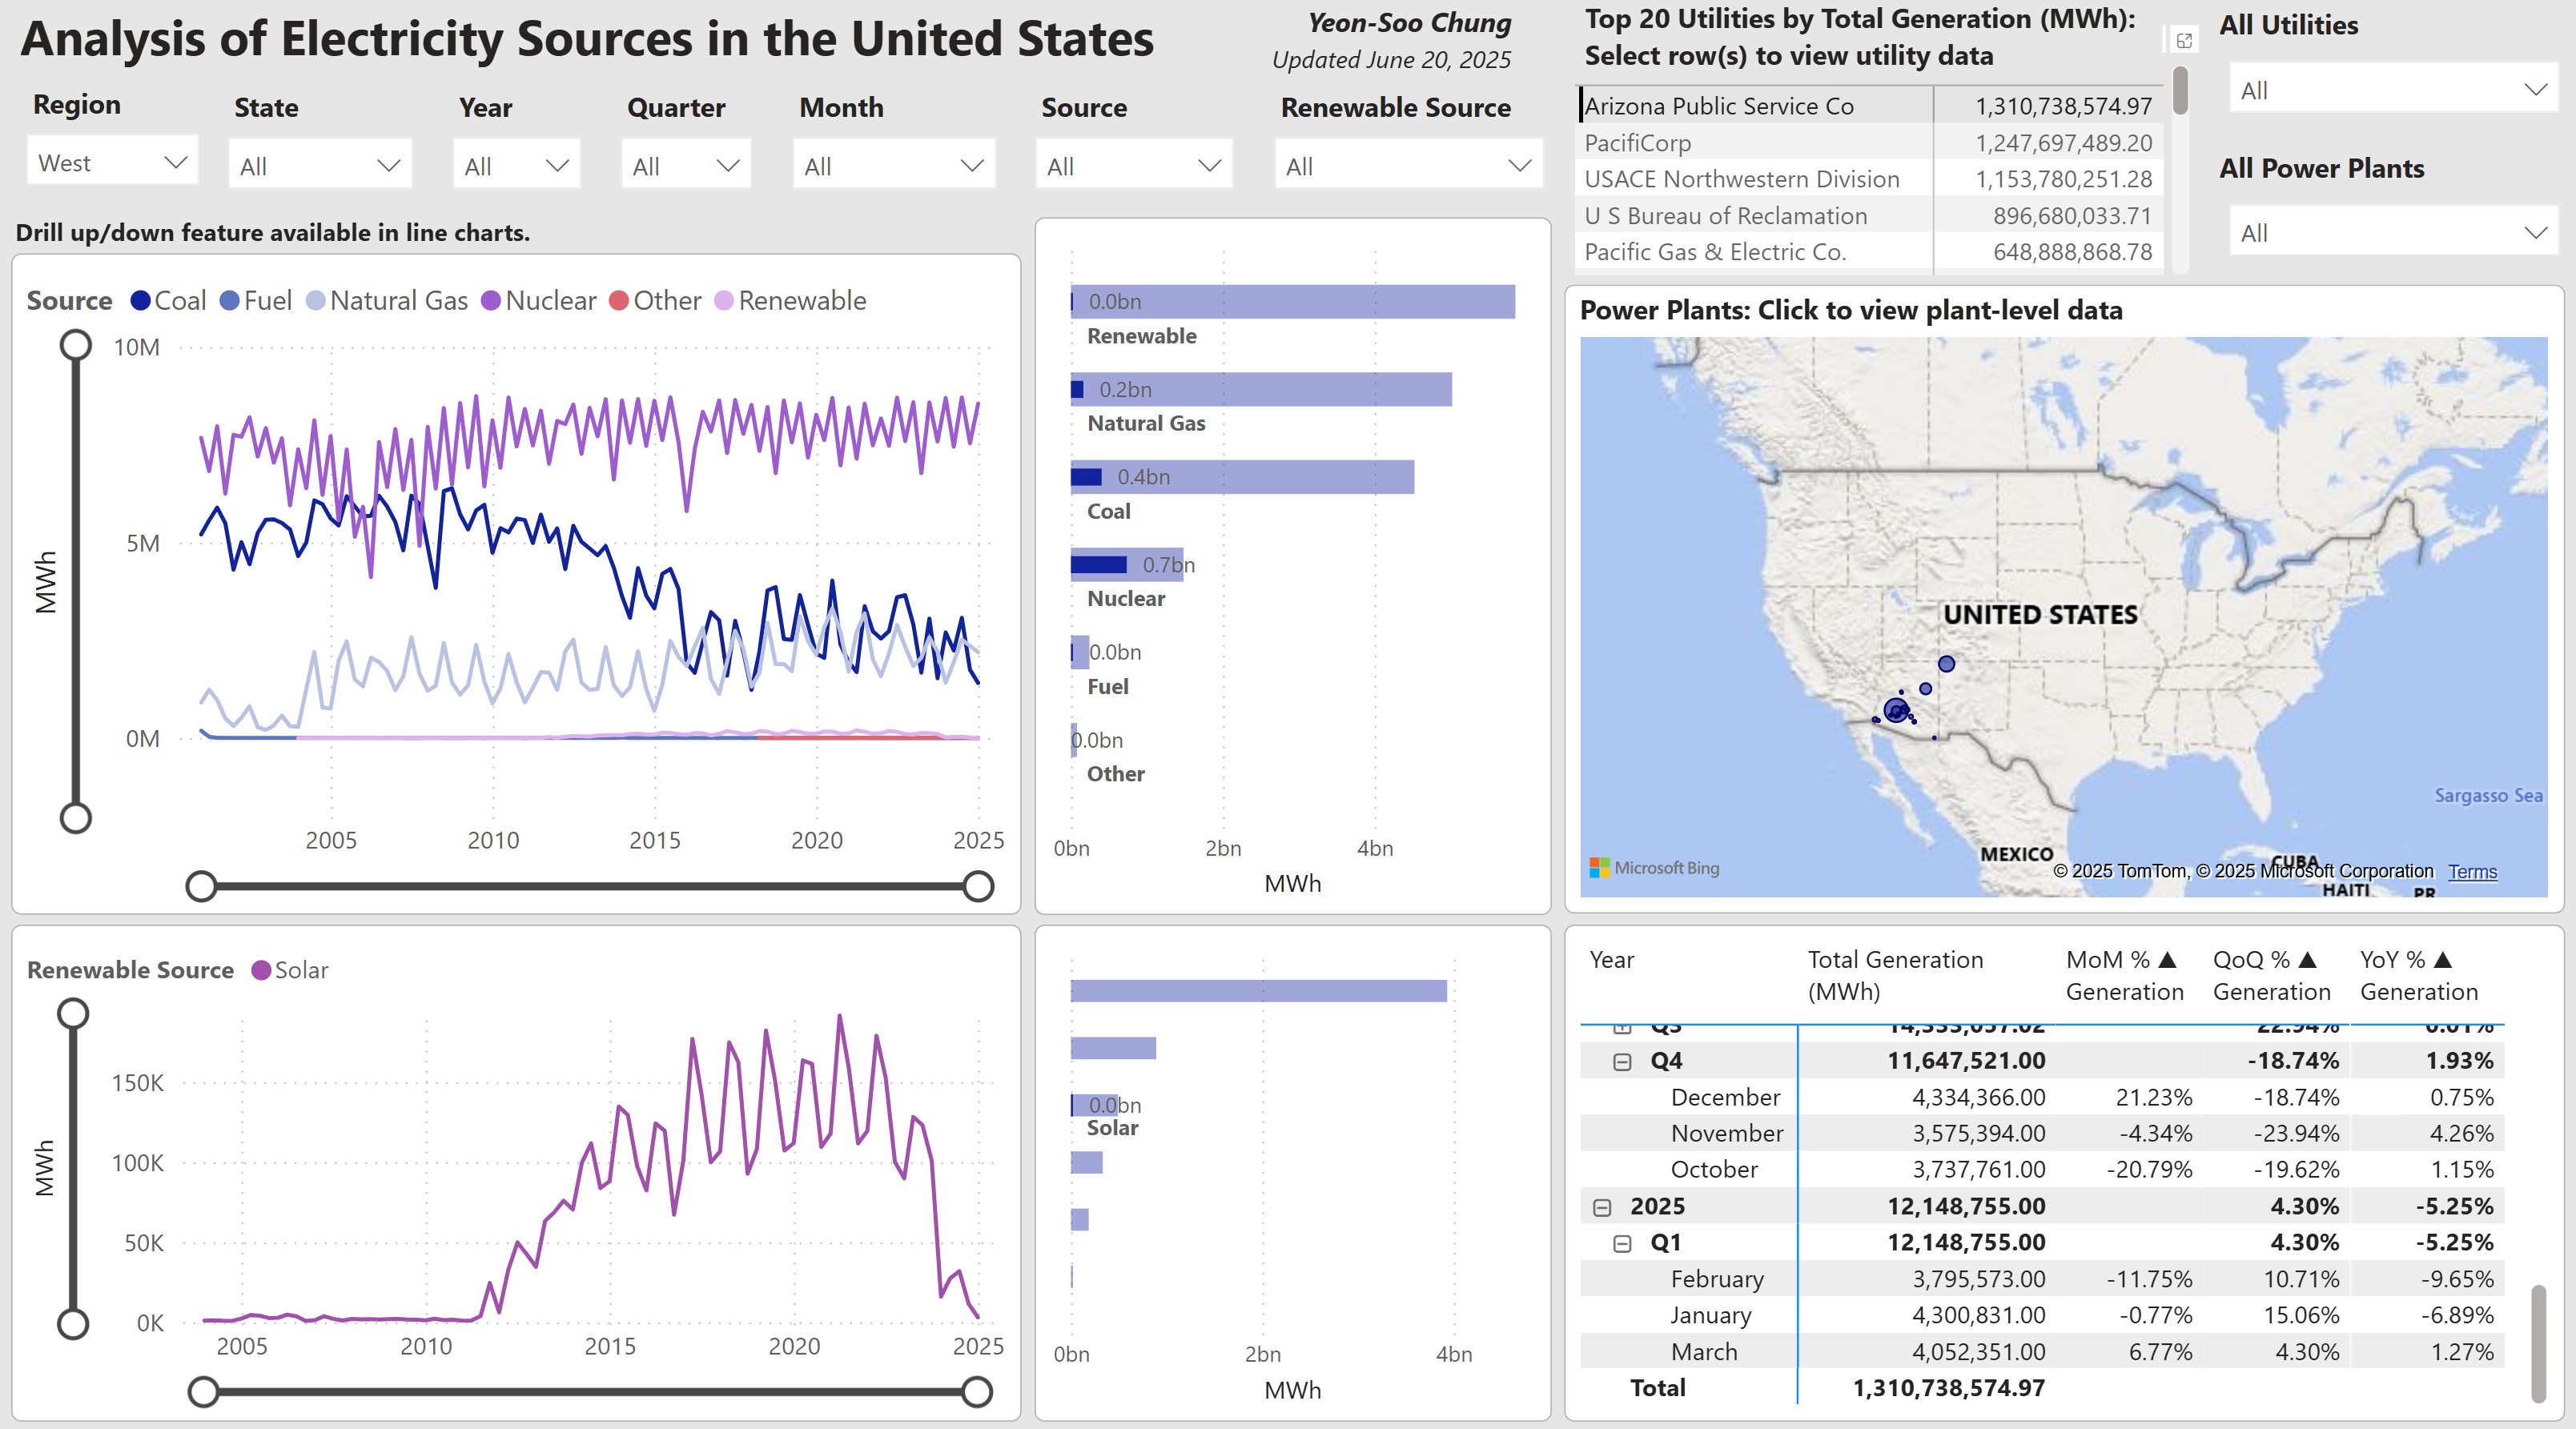 Analysis of Electricity Sources in the United States
Yeon-Soo Chung
Updated June 20, 2025
Region
State
Year
Quarter
Month
Source
Renewable Source
West
All
All
All
All
All
All
Top 20 Utilities by Total Generation (MWh):
Select row(s) to view utility data
Arizona Public Service Co 1,310,738,574.97
PacifiCorp 1,247,697,489.20
USACE Northwestern Division 1,153,780,251.28
U S Bureau of Reclamation 896,680,033.71
Pacific Gas & Electric Co. 648,888,868.78
All Utilities
All
All Power Plants
All
Drill up/down feature available in line charts.
Source Coal Fuel Natural Gas Nuclear Other Renewable
10M
5M
0M
MWh
2005 2010 2015 2020 2025
0.0bn
Renewable
0.2bn
Natural Gas
0.4bn
Coal
0.7bn
Nuclear
0.0bn
Fuel
0.0bn
Other
0bn 2bn 4bn
MWh
Power Plants: Click to view plant-level data
UNITED STATES
Sargasso Sea
MEXICO
CUBA
HAITI
PR
Microsoft Bing
© 2025 TomTom, © 2025 Microsoft Corporation Terms
Renewable Source Solar
150K
100K
50K
0K
MWh
2005 2010 2015 2020 2025
0.0bn
Solar
0bn 2bn 4bn
MWh
Year Total Generation (MWh) MoM % ▲ Generation QoQ % ▲ Generation YoY % ▲ Generation
Q3 14,333,057.02 22.94% 0.61%
Q4 11,647,521.00 -18.74% 1.93%
December 4,334,366.00 21.23% -18.74% 0.75%
November 3,575,394.00 -4.34% -23.94% 4.26%
October 3,737,761.00 -20.79% -19.62% 1.15%
2025 12,148,755.00 4.30% -5.25%
Q1 12,148,755.00 4.30% -5.25%
February 3,795,573.00 -11.75% 10.71% -9.65%
January 4,300,831.00 -0.77% 15.06% -6.89%
March 4,052,351.00 6.77% 4.30% 1.27%
Total 1,310,738,574.97